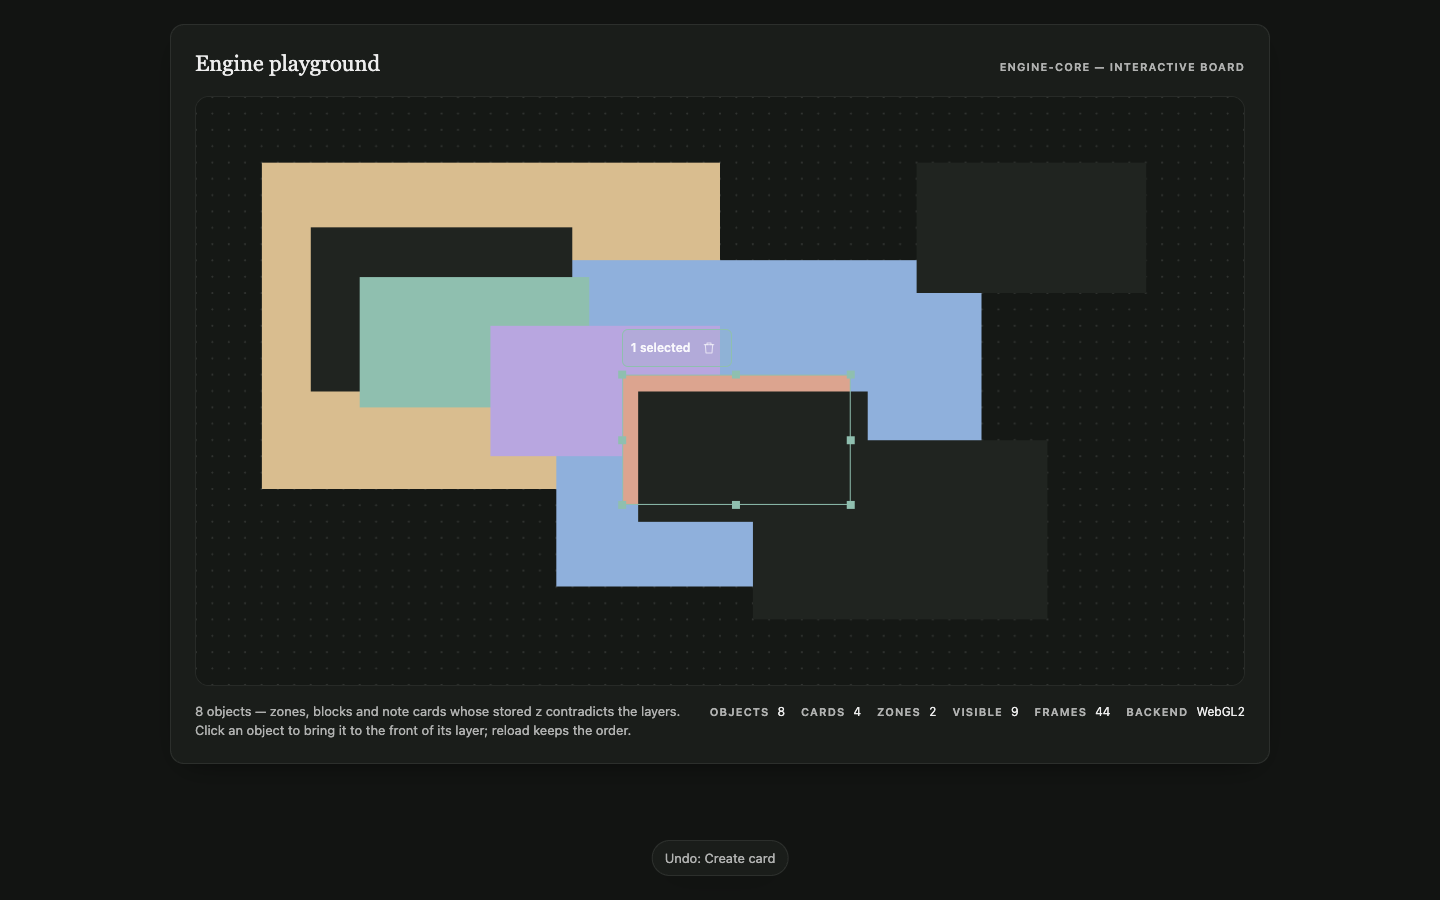 Engine playground
ENGINE-CORE — INTERACTIVE BOARD
1 selected
8 objects — zones, blocks and note cards whose stored z contradicts the layers.
Click an object to bring it to the front of its layer; reload keeps the order.
OBJECTS 8 CARDS 4 ZONES 2 VISIBLE 9 FRAMES 44 BACKEND WebGL2
Undo: Create card